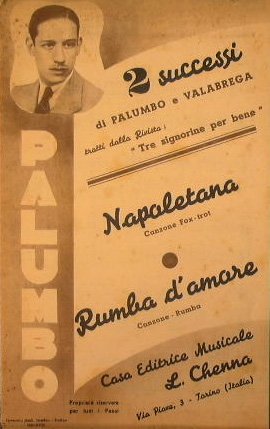 2 successi
di PALUMBO e VALABREGA
tratti dalla Rivista:
"Tre signorine per bene"
PALUMBO
Napoletana
Canzone Fox-trot
Rumba d'amore
Canzone - Rumba
Casa Editrice Musicale
L. Chenna
Via Piave, 3 - Torino (Italia)
Proprietà riservata
per tutti i Paesi